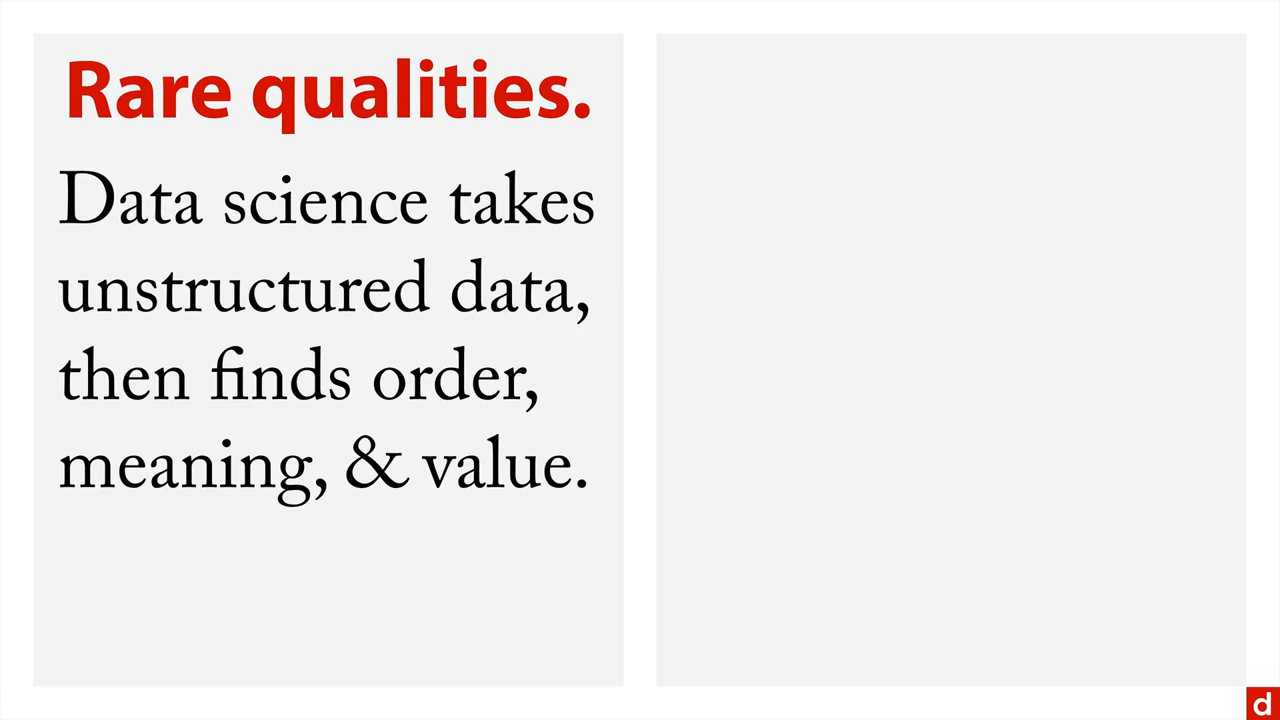 Rare qualities.
Data science takes
unstructured data,
then finds order,
meaning, & value.
d